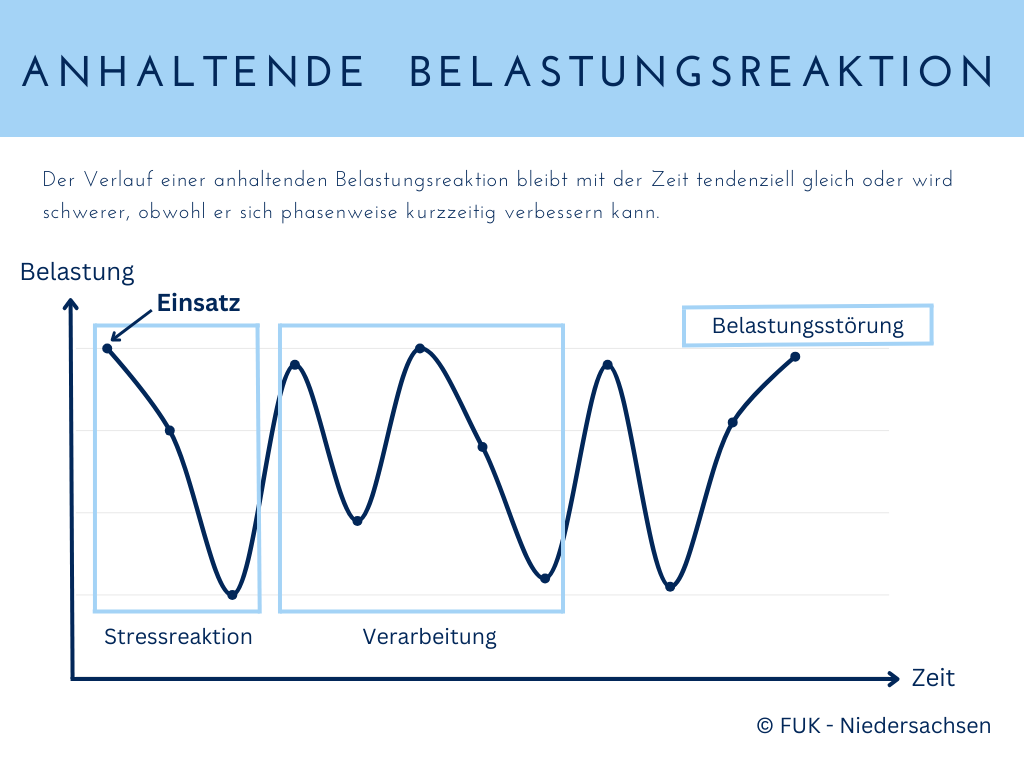 ANHALTENDE BELASTUNGSREAKTION
Der Verlauf einer anhaltenden Belastungsreaktion bleibt mit der Zeit tendenziell gleich oder wird
schwerer, obwohl er sich phasenweise kurzzeitig verbessern kann.
Belastung
Einsatz
Belastungsstörung
Stressreaktion
Verarbeitung
Zeit
© FUK - Niedersachsen